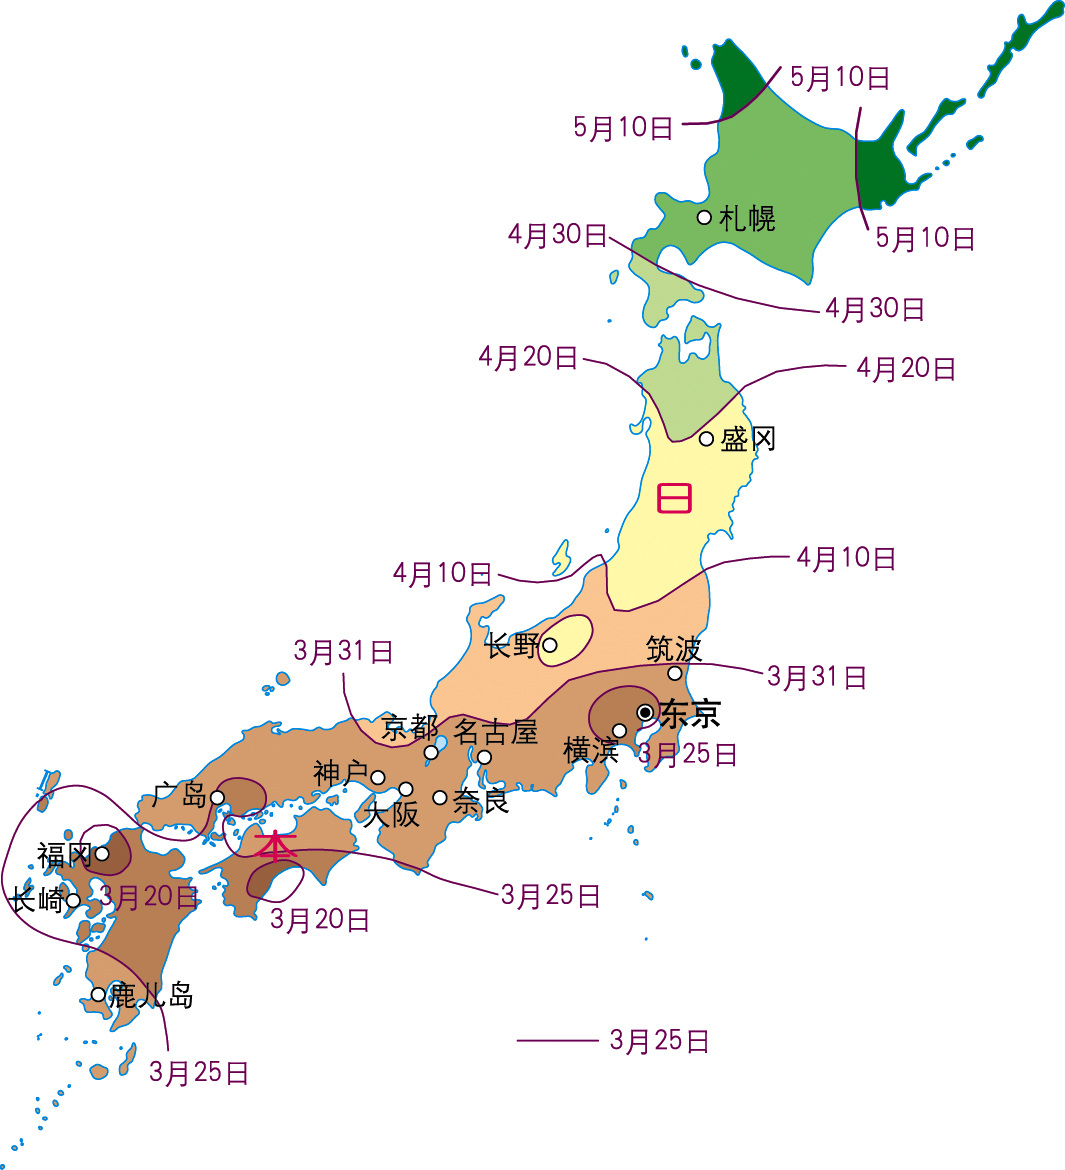 5月10日
5月10日
札幌
4月30日
5月10日
4月30日
4月20日
4月20日
盛冈
日
4月10日
4月10日
长野
筑波
3月31日
3月31日
东京
京都
名古屋
横滨
3月25日
神户
广岛
大阪
奈良
本
福冈
3月20日
长崎
3月25日
3月20日
鹿儿岛
3月25日
3月25日